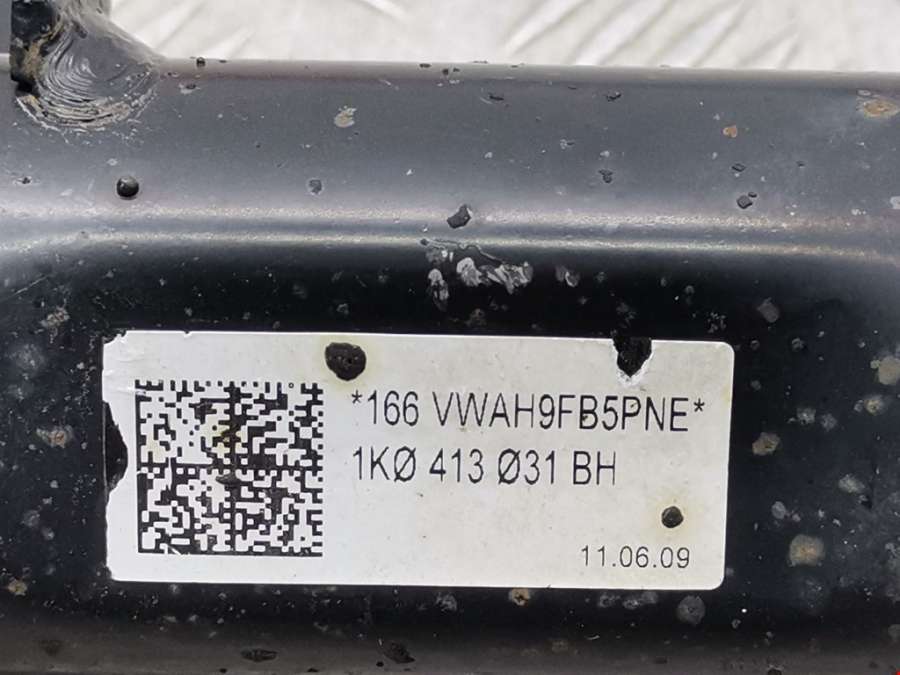 *166 VWAH9FB5PNE*
1KØ 413 Ø31 BH
11.06.09